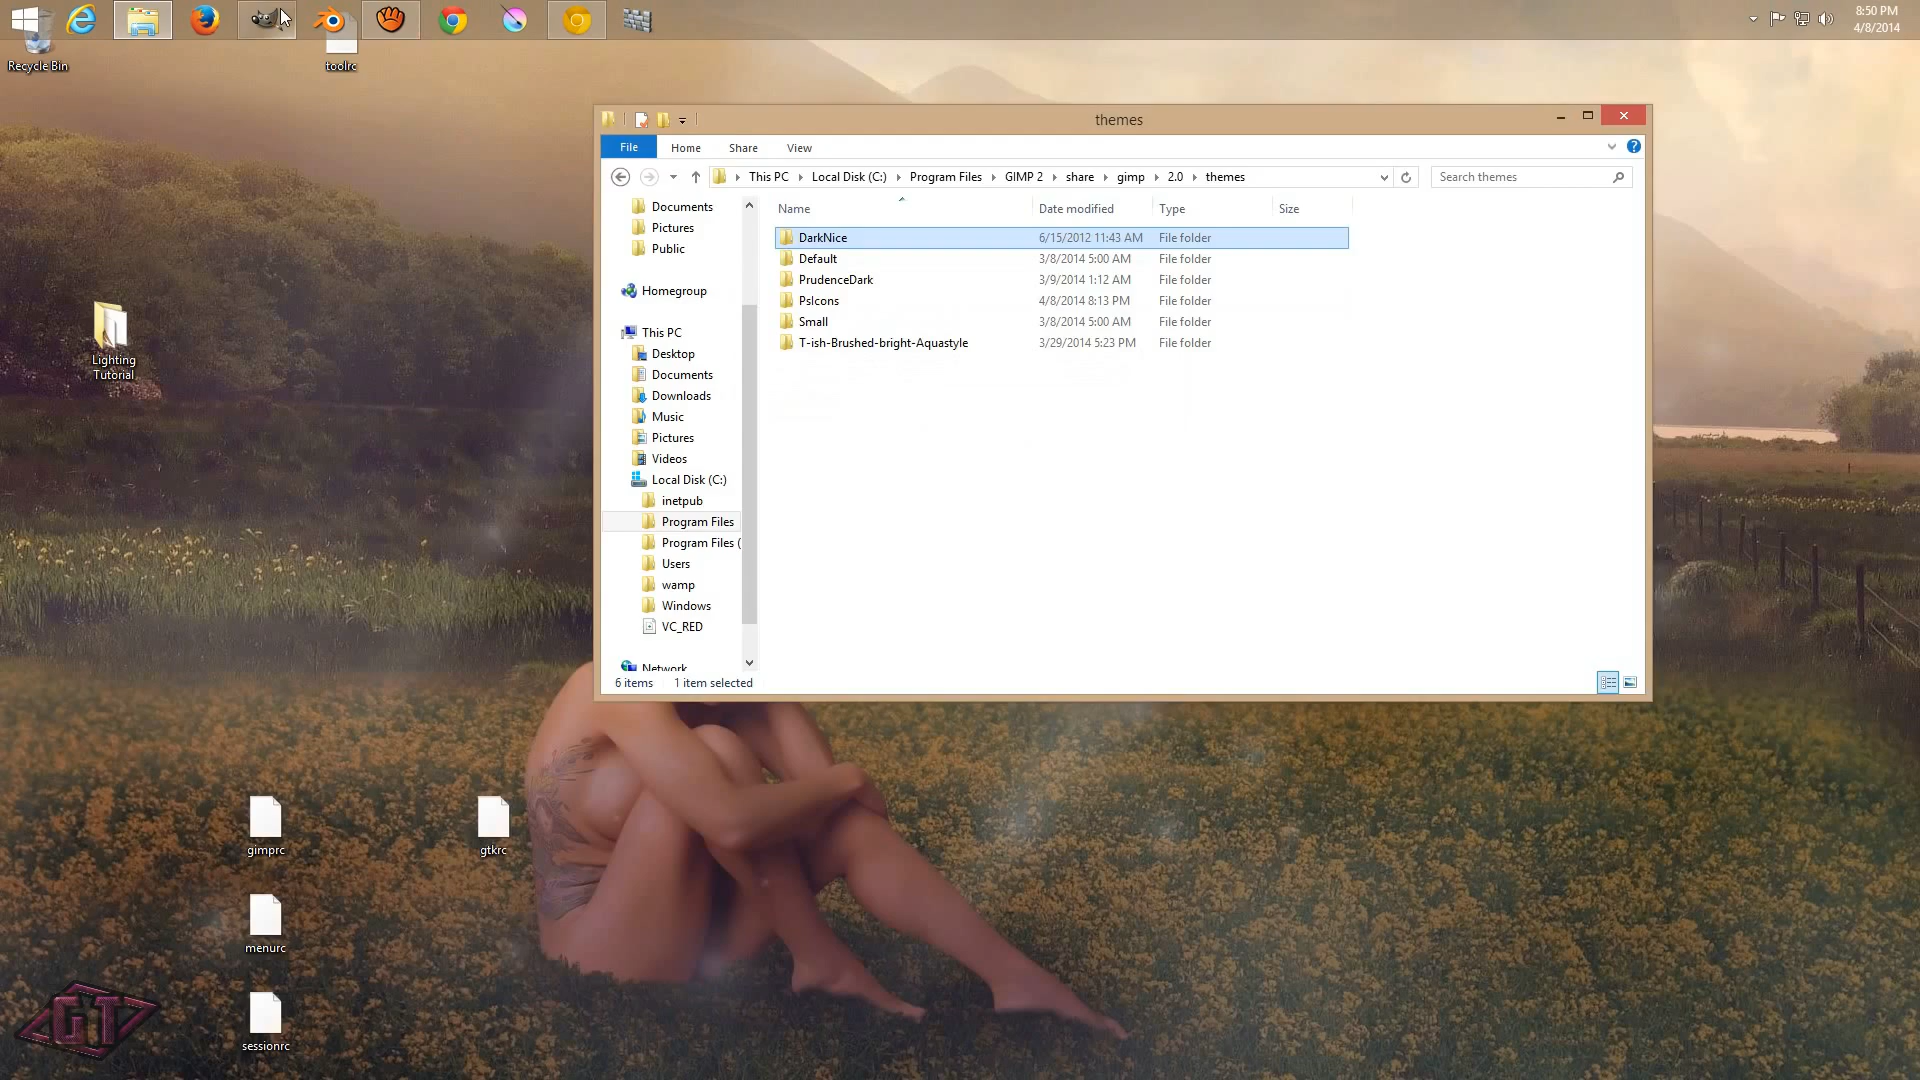 8:50 PM
4/8/2014
Recycle Bin
toolrc
themes
File
Home
Share
View
This PC
Local Disk (C:)
Program Files
GIMP 2
share
gimp
2.0
themes
Search themes
Documents
Pictures
Public
Homegroup
This PC
Desktop
Documents
Downloads
Music
Pictures
Videos
Local Disk (C:)
inetpub
Program Files
Program Files (
Users
wamp
Windows
VC_RED
Network
Name Date modified Type Size
DarkNice 6/15/2012 11:43 AM File folder
Default 3/8/2014 5:00 AM File folder
PrudenceDark 3/9/2014 1:12 AM File folder
PsIcons 4/8/2014 8:13 PM File folder
Small 3/8/2014 5:00 AM File folder
T-ish-Brushed-bright-Aquastyle 3/29/2014 5:23 PM File folder
6 items 1 item selected
Lighting
Tutorial
gimprc
gtkrc
menurc
sessionrc
GT